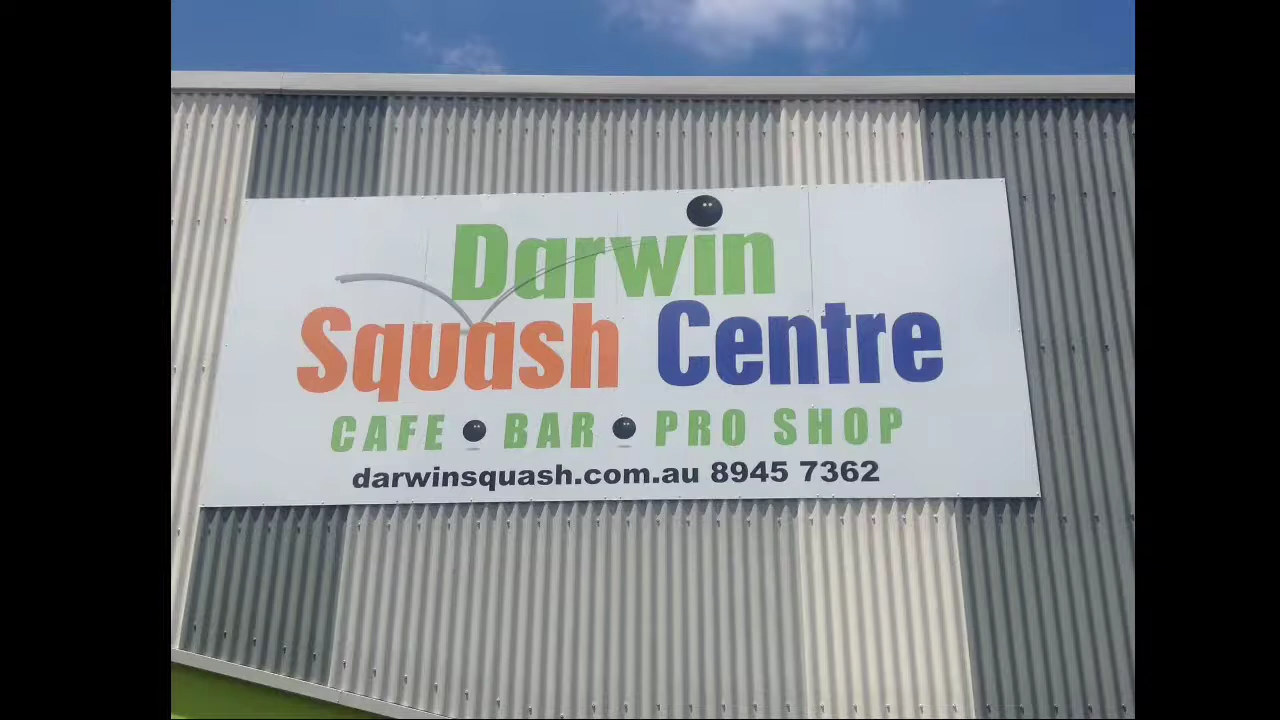 Darwin
Squash Centre
CAFE • BAR • PRO SHOP
darwinsquash.com.au 8945 7362